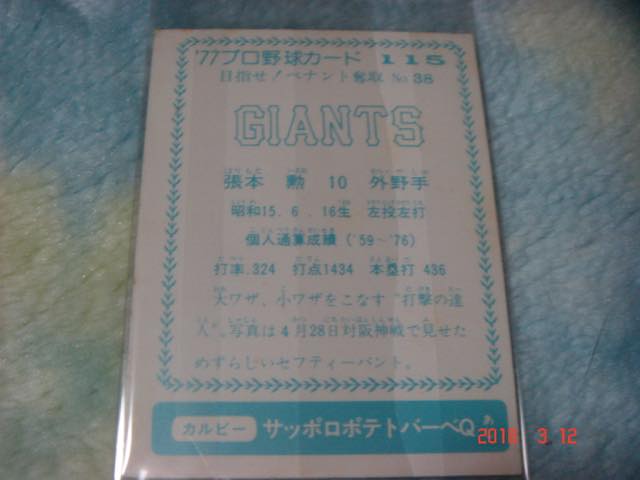 '77プロ野球カード 115
目指せ!ペナント奪取 No 38
GIANTS
張本 勲 10 外野手
昭和15.6.16生 左投左打
個人通算成績('59~'76)
打率.324 打点1434 本塁打436
大ワザ、小ワザをこなす“打撃の達
人”。写真は4月28日対阪神戦で見せた
めずらしいセフティーバント。
カルビー サッポロポテトバーベQ あ
2018 3 12